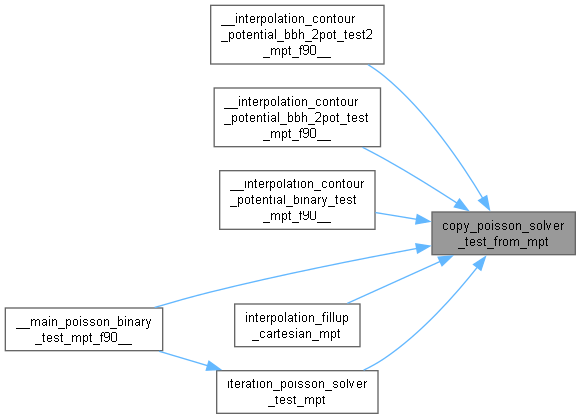 __interpolation_contour
_potential_bbh_2pot_test2
_mpt_f90__
__interpolation_contour
_potential_bbh_2pot_test
_mpt_f90__
__interpolation_contour
_potential_binary_test
_mpt_f90__
copy_poisson_solver
_test_from_mpt
__main_poisson_binary
_test_mpt_f90__
interpolation_fillup
_cartesian_mpt
iteration_poisson_solver
_test_mpt